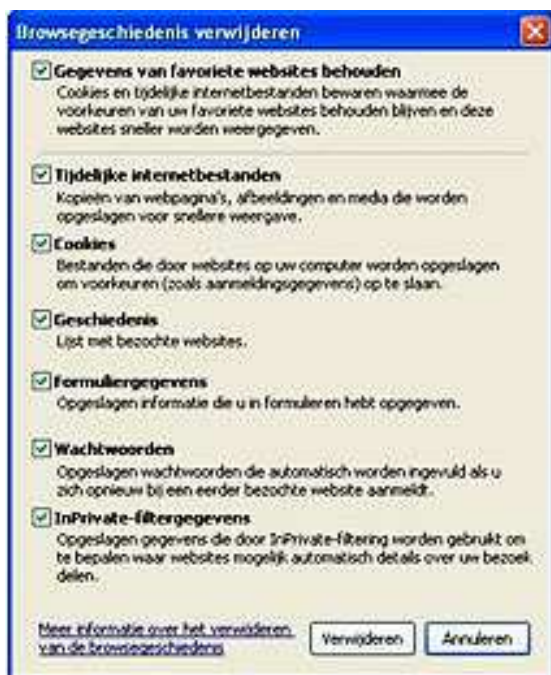 Browsegeschiedenis verwijderen
Gegevens van favoriete websites behouden
Cookies en tijdelijke internetbestanden bewaren waarmee de
voorkeuren van uw favoriete websites behouden blijven en deze
websites sneller worden weergegeven.
Tijdelijke internetbestanden
Kopieën van webpagina's, afbeeldingen en media die worden
opgeslagen voor snellere weergave.
Cookies
Bestanden die door websites op uw computer worden opgeslagen
om voorkeuren (zoals aanmeldingsgegevens) op te slaan.
Geschiedenis
Lijst met bezochte websites.
Formuliergegevens
Opgeslagen informatie die u in formulieren hebt opgegeven.
Wachtwoorden
Opgeslagen wachtwoorden die automatisch worden ingevuld als u
zich opnieuw bij een eerder bezochte website aanmeldt.
InPrivate-filtergegevens
Opgeslagen gegevens die door InPrivate-filtering worden gebruikt om
te bepalen waar websites mogelijk automatisch details over uw bezoek
delen.
Meer informatie over het verwijderen
van de browsegeschiedenis
Verwijderen
Annuleren